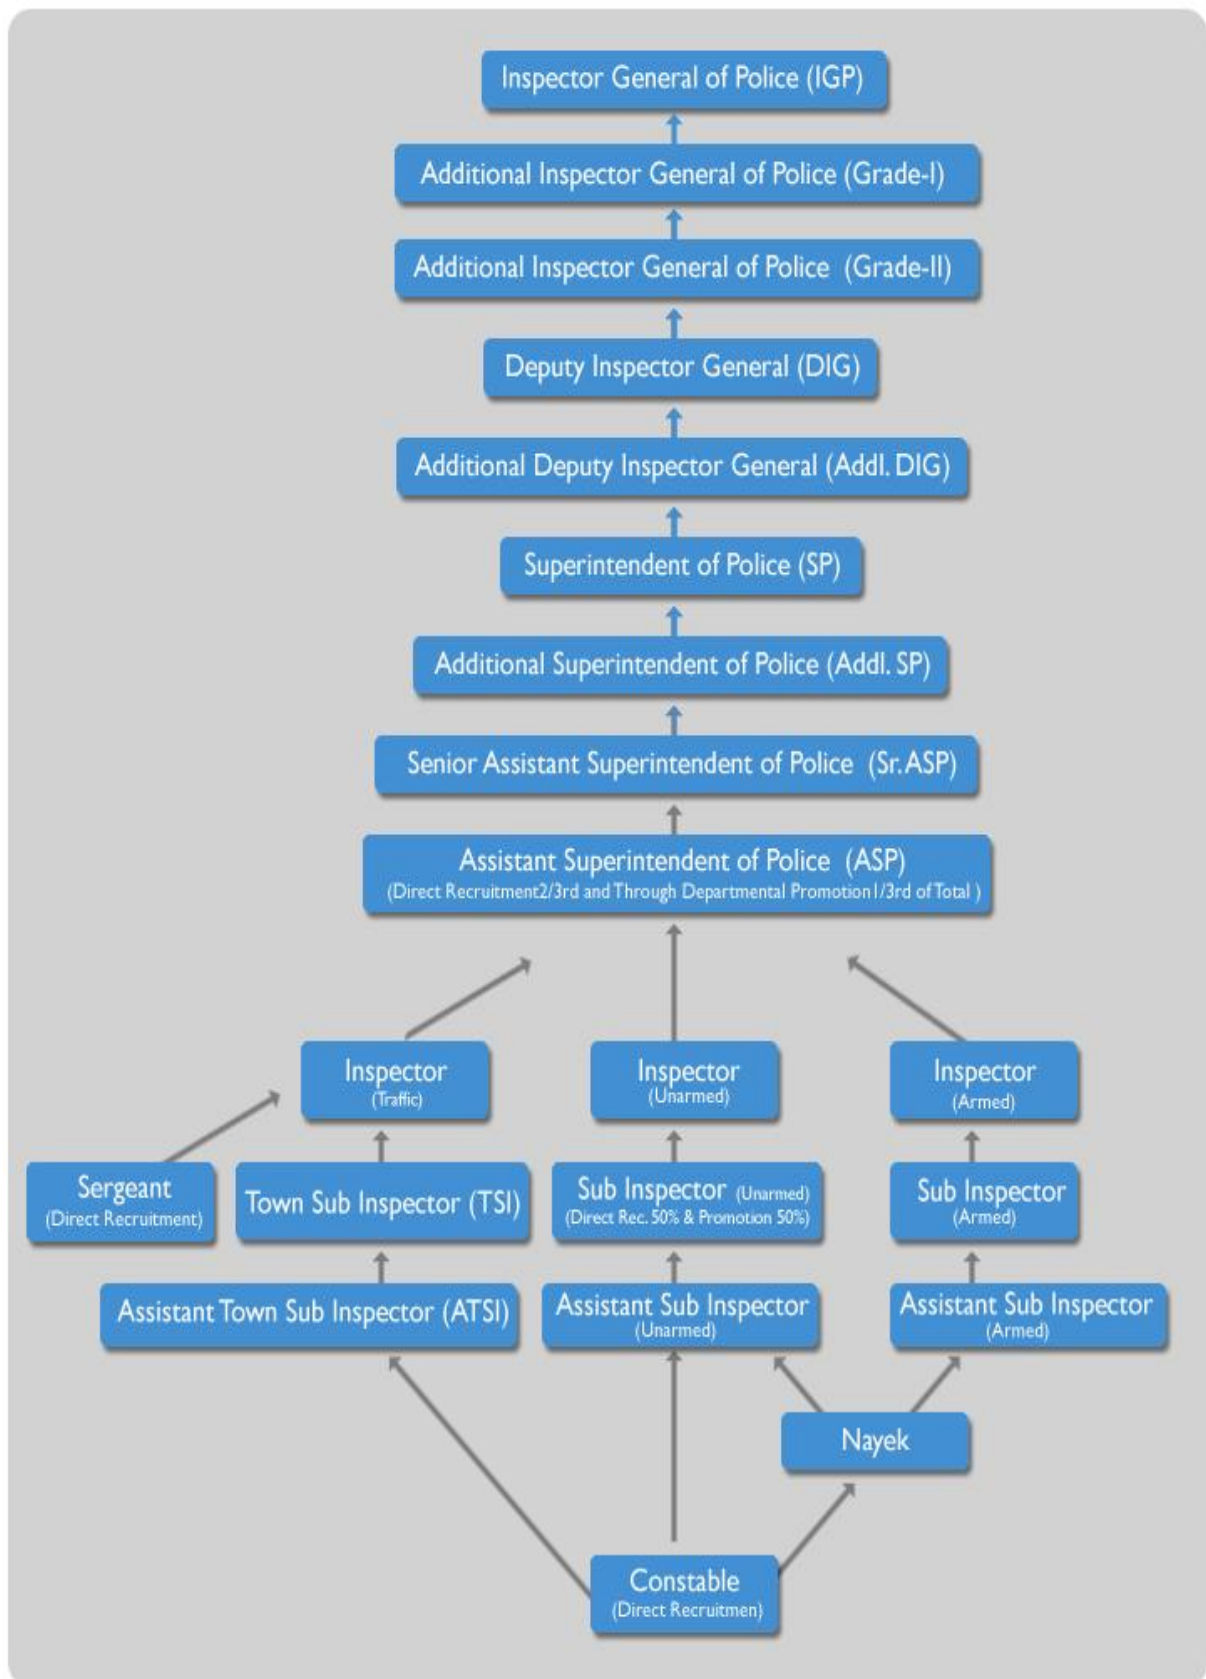 Inspector General of Police (IGP)
Additional Inspector General of Police (Grade-I)
Additional Inspector General of Police (Grade-II)
Deputy Inspector General (DIG)
Additional Deputy Inspector General (Addl. DIG)
Superintendent of Police (SP)
Additional Superintendent of Police (Addl. SP)
Senior Assistant Superintendent of Police (Sr. ASP)
Assistant Superintendent of Police (ASP)
(Direct Recruitment2/3rd and Through Departmental Promotion1/3rd of Total )
Inspector
(Traffic)
Inspector
(Unarmed)
Inspector
(Armed)
Sergeant
(Direct Recruitment)
Town Sub Inspector (TSI)
Sub Inspector (Unarmed)
(Direct Rec. 50% & Promotion 50%)
Sub Inspector
(Armed)
Assistant Town Sub Inspector (ATSI)
Assistant Sub Inspector
(Unarmed)
Assistant Sub Inspector
(Armed)
Nayek
Constable
(Direct Recruitmen)